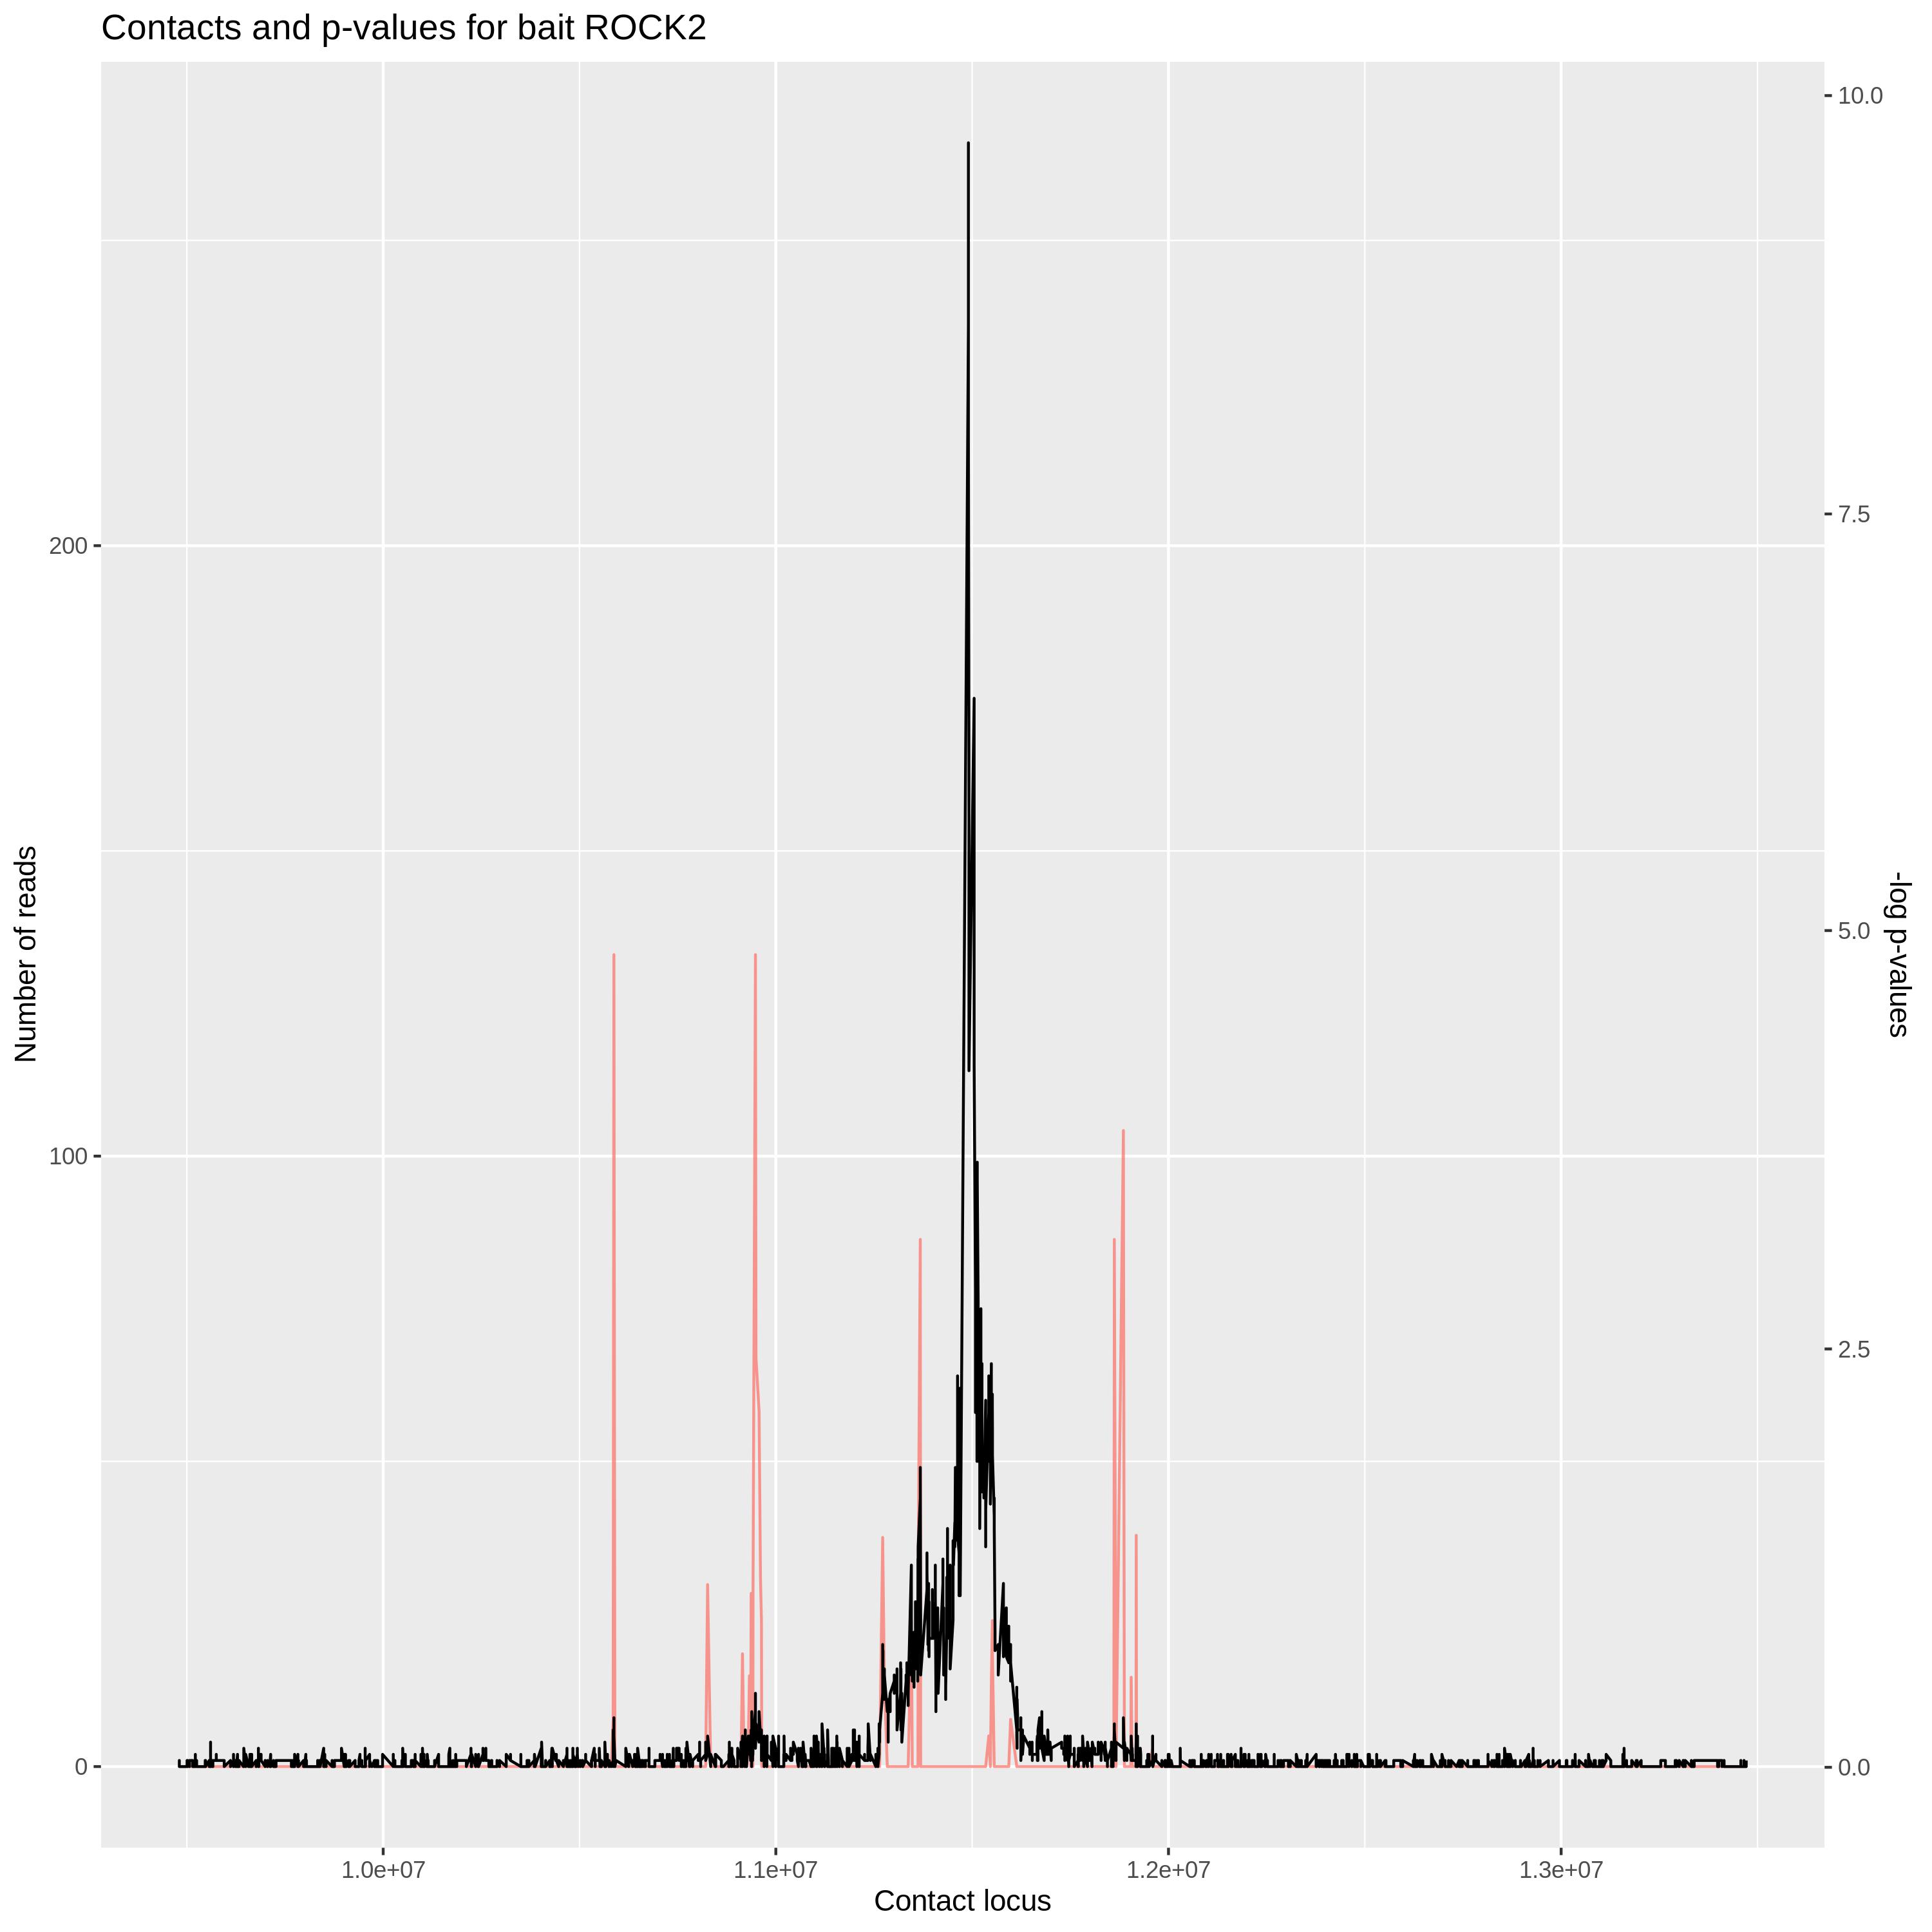 Contacts and p-values for bait ROCK2
Number of reads
200
100
0
10.0
7.5
5.0
2.5
0.0
-log p-values
1.0e+07
1.1e+07
1.2e+07
1.3e+07
Contact locus